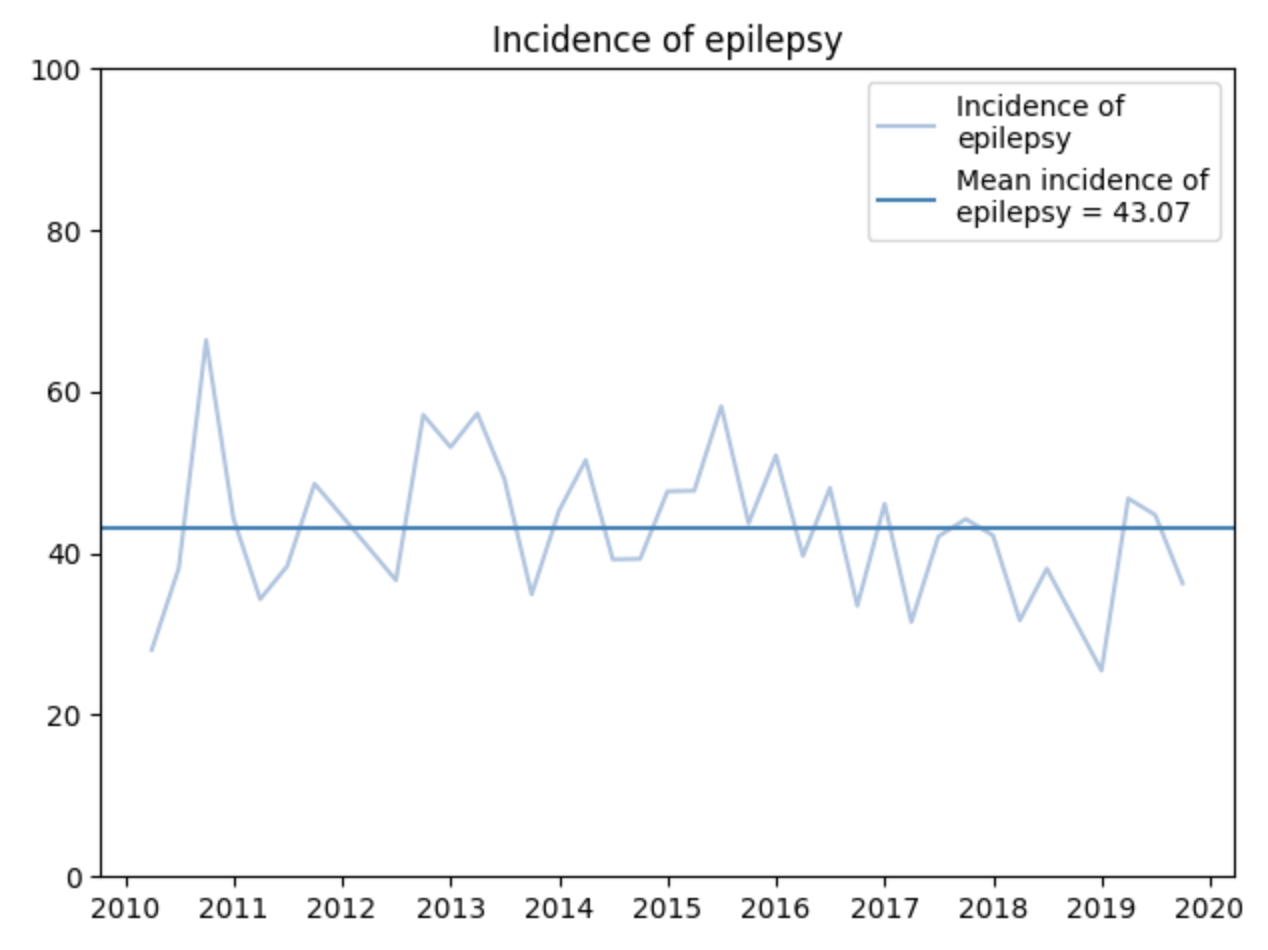 Incidence of epilepsy
100
80
60
40
20
0
Incidence of
epilepsy
Mean incidence of
epilepsy = 43.07
2010 2011 2012 2013 2014 2015 2016 2017 2018 2019 2020